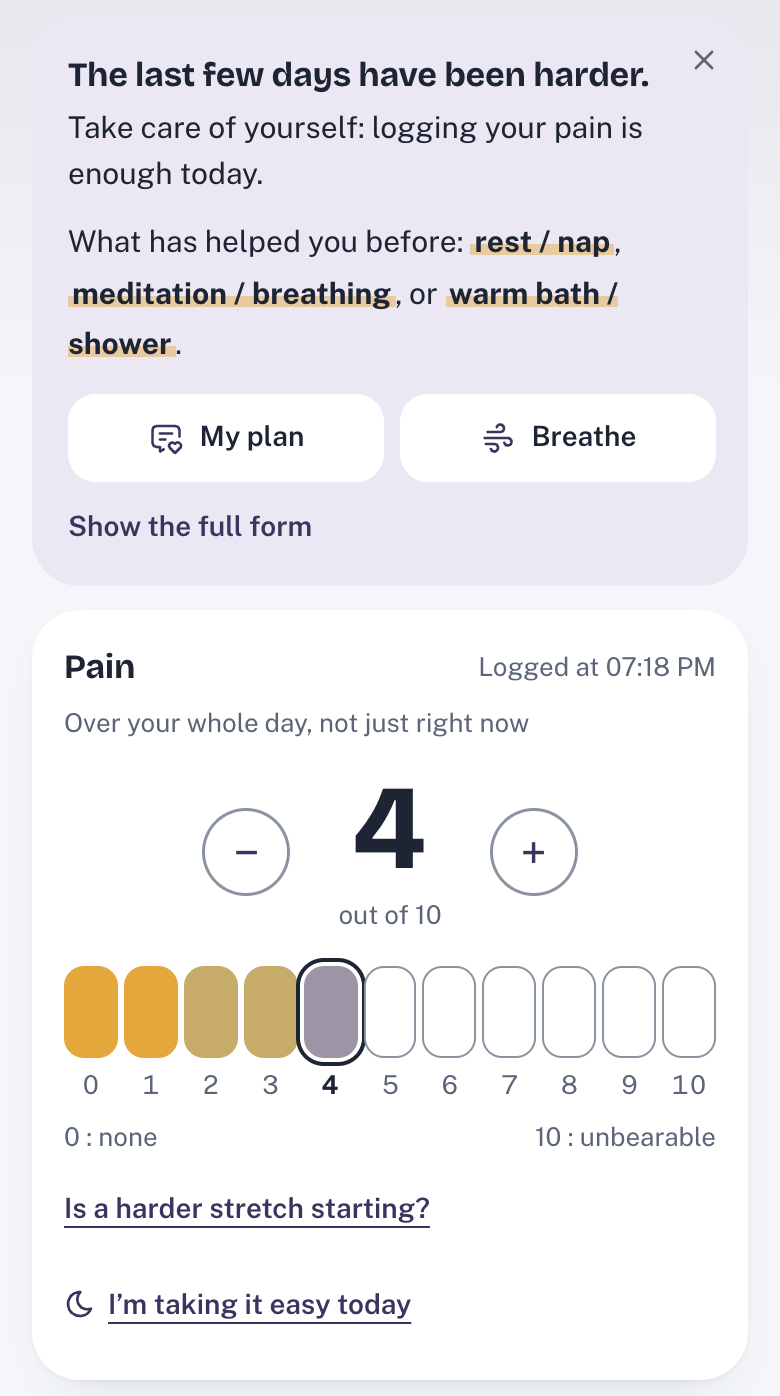 The last few days have been harder.
Take care of yourself: logging your pain is
enough today.
What has helped you before: rest / nap,
meditation / breathing, or warm bath /
shower.
My plan
Breathe
Show the full form
Pain
Logged at 07:18 PM
Over your whole day, not just right now
−
4
+
out of 10
0 1 2 3 4 5 6 7 8 9 10
0 : none
10 : unbearable
Is a harder stretch starting?
I’m taking it easy today